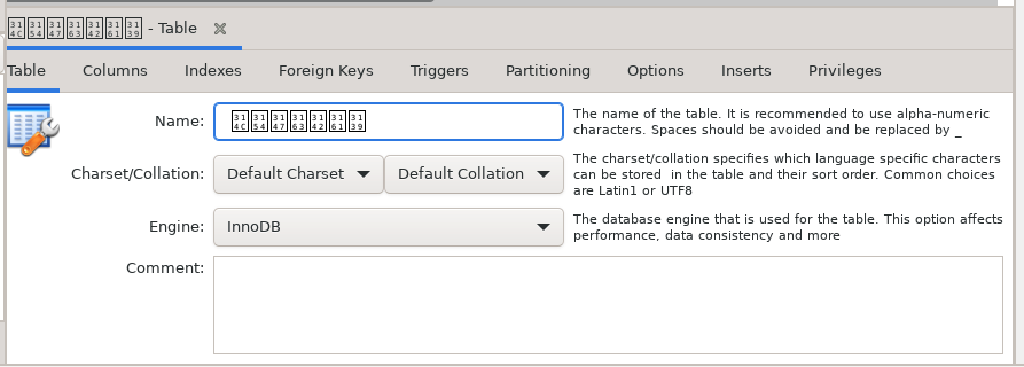 - Table
Table Columns Indexes Foreign Keys Triggers Partitioning Options Inserts Privileges
Name:
The name of the table. It is recommended to use alpha-numeric
characters. Spaces should be avoided and be replaced by _
Charset/Collation: Default Charset Default Collation
The charset/collation specifies which language specific characters
can be stored in the table and their sort order. Common choices
are Latin1 or UTF8
Engine: InnoDB
The database engine that is used for the table. This option affects
performance, data consistency and more
Comment: